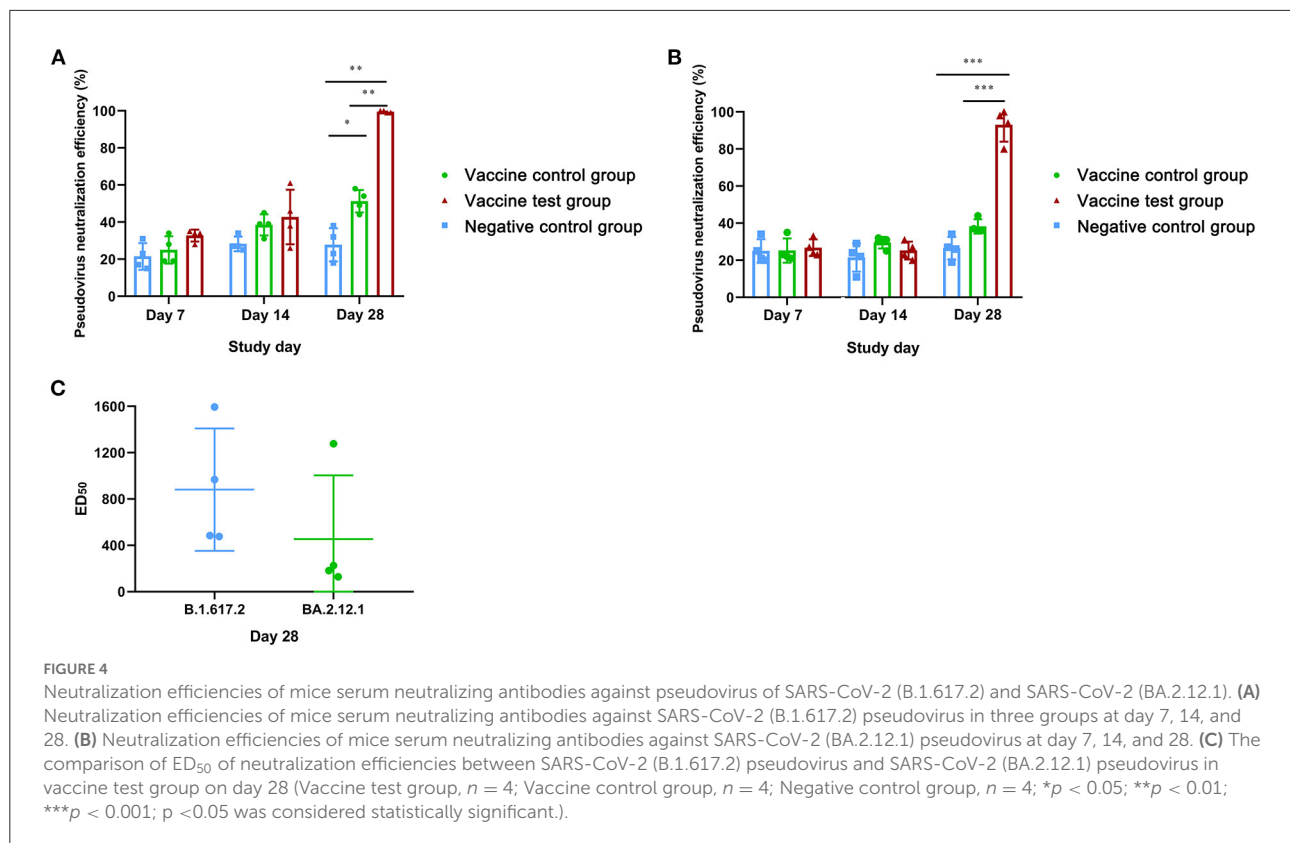 A
Pseudovirus neutralization efficiency (%)
** 
**
*
100
80
60
40
20
0
Day 7 Day 14 Day 28
Study day
Vaccine control group
Vaccine test group
Negative control group
B
Pseudovirus neutralization efficiency (%)
***
***
100
80
60
40
20
0
Day 7 Day 14 Day 28
Study day
Vaccine control group
Vaccine test group
Negative control group
C
ED50
1600
1200
800
400
0
B.1.617.2 BA.2.12.1
Day 28
FIGURE 4
Neutralization efficiencies of mice serum neutralizing antibodies against pseudovirus of SARS-CoV-2 (B.1.617.2) and SARS-CoV-2 (BA.2.12.1). (A)
Neutralization efficiencies of mice serum neutralizing antibodies against SARS-CoV-2 (B.1.617.2) pseudovirus in three groups at day 7, 14, and
28. (B) Neutralization efficiencies of mice serum neutralizing antibodies against SARS-CoV-2 (BA.2.12.1) pseudovirus at day 7, 14, and 28. (C) The
comparison of ED50 of neutralization efficiencies between SARS-CoV-2 (B.1.617.2) pseudovirus and SARS-CoV-2 (BA.2.12.1) pseudovirus in
vaccine test group on day 28 (Vaccine test group, n = 4; Vaccine control group, n = 4; Negative control group, n = 4; *p < 0.05; **p < 0.01;
***p < 0.001; p <0.05 was considered statistically significant.).